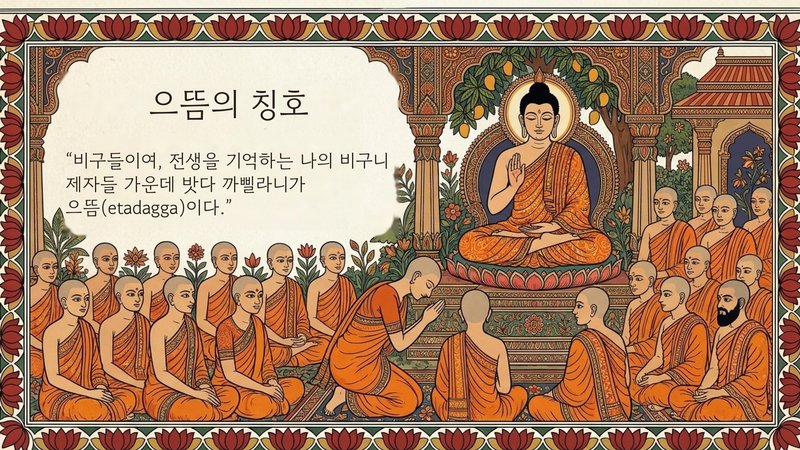 으뜸의 칭호
“비구들이여, 전생을 기억하는 나의 비구니
제자들 가운데 밧다 까삘라니가
으뜸(etadagga)이다.”